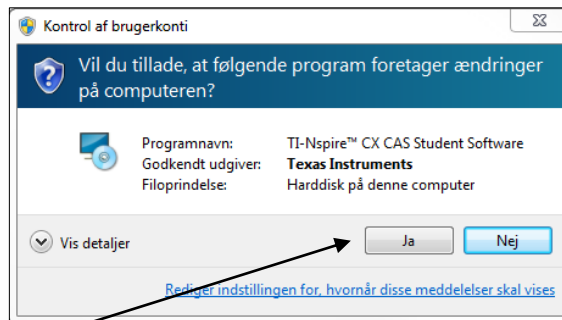 Kontrol af brugerkonti
Vil du tillade, at følgende program foretager ændringer
på computeren?
Programnavn: TI-Nspire™ CX CAS Student Software
Godkendt udgiver: Texas Instruments
Filoprindelse: Harddisk på denne computer
Vis detaljer Ja Nej
Rediger indstillingen for, hvornår disse meddelelser skal vises